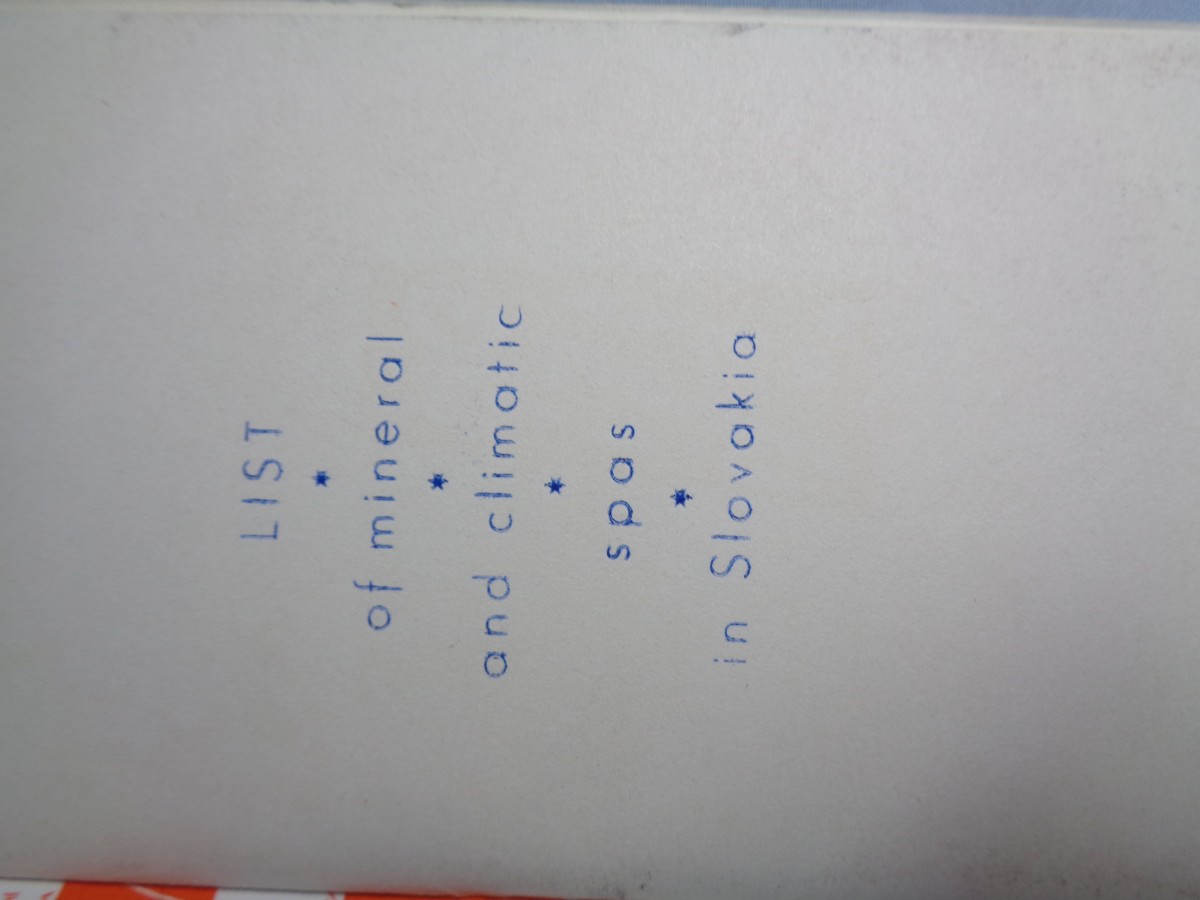 LIST
*
of mineral
*
and climatic
*
spas
*
in Slovakia